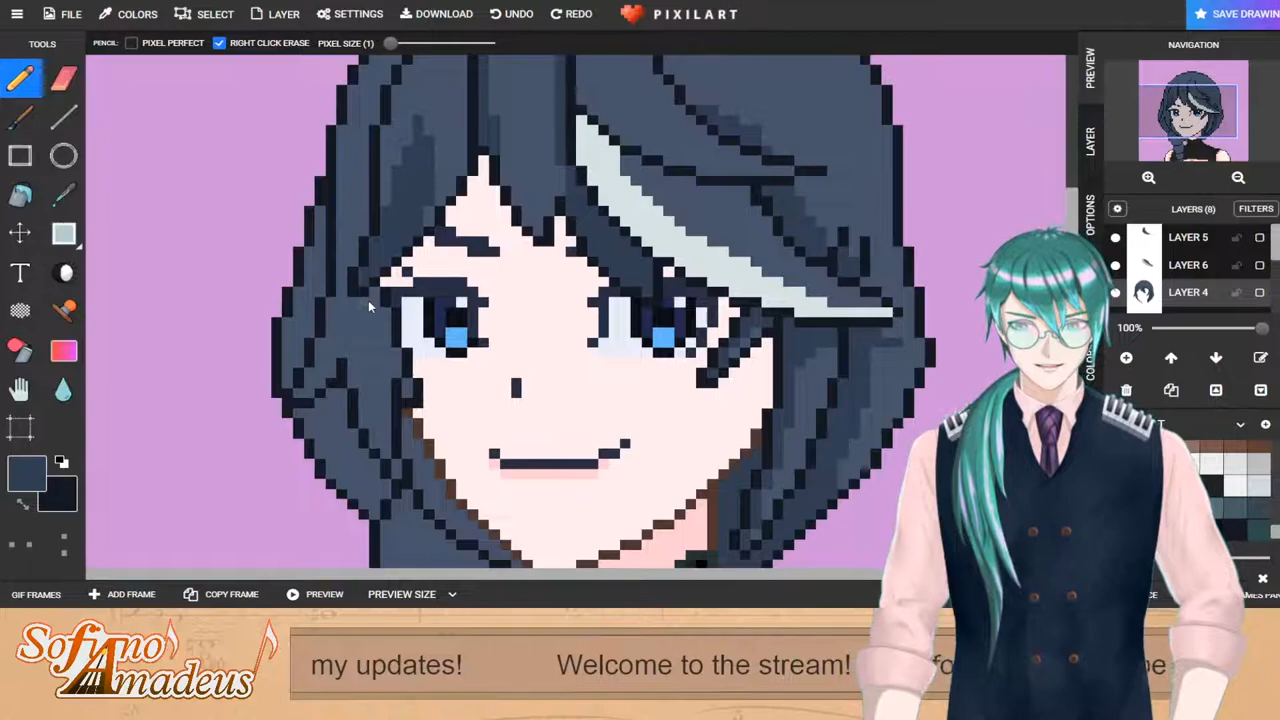 FILE COLORS SELECT LAYER SETTINGS DOWNLOAD UNDO REDO PIXILART SAVE DRAWIN
TOOLS PENCIL: PIXEL PERFECT RIGHT CLICK ERASE PIXEL SIZE (1) NAVIGATION
PREVIEW
LAYER
OPTIONS
LAYERS (8) FILTERS
LAYER 5
LAYER 6
LAYER 4
100%
T
GIF FRAMES ADD FRAME COPY FRAME PREVIEW PREVIEW SIZE
Sofiano
Amadeus
my updates! Welcome to the stream!